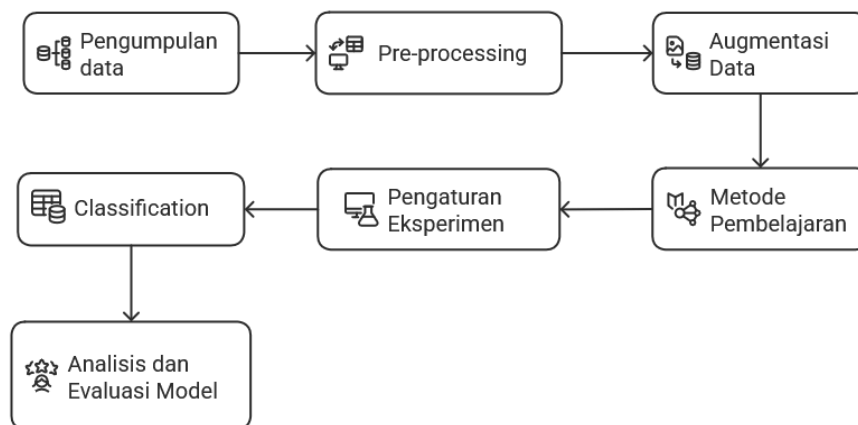 Pengumpulan
data
Pre-processing
Augmentasi
Data
Metode
Pembelajaran
Pengaturan
Eksperimen
Classification
Analisis dan
Evaluasi Model